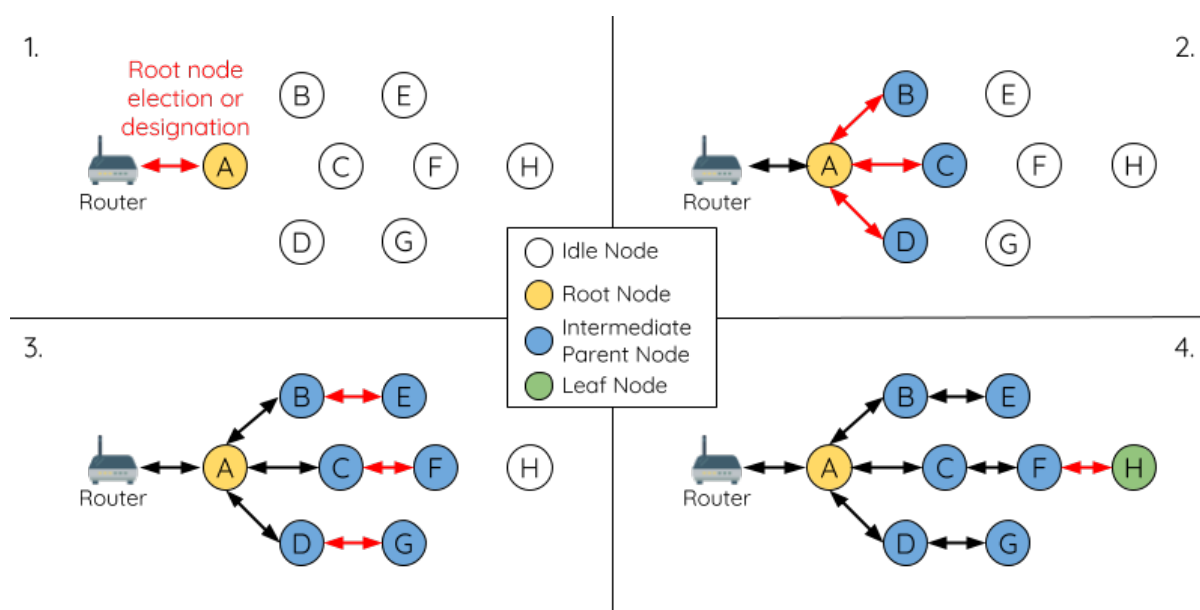 1.
Root node
election or
designation
Router
A
B
E
C
F
H
D
G
2.
Router
A
B
E
C
F
H
D
G
Idle Node
Root Node
Intermediate
Parent Node
Leaf Node
3.
Router
A
B
E
C
F
H
D
G
4.
Router
A
B
E
C
F
H
D
G